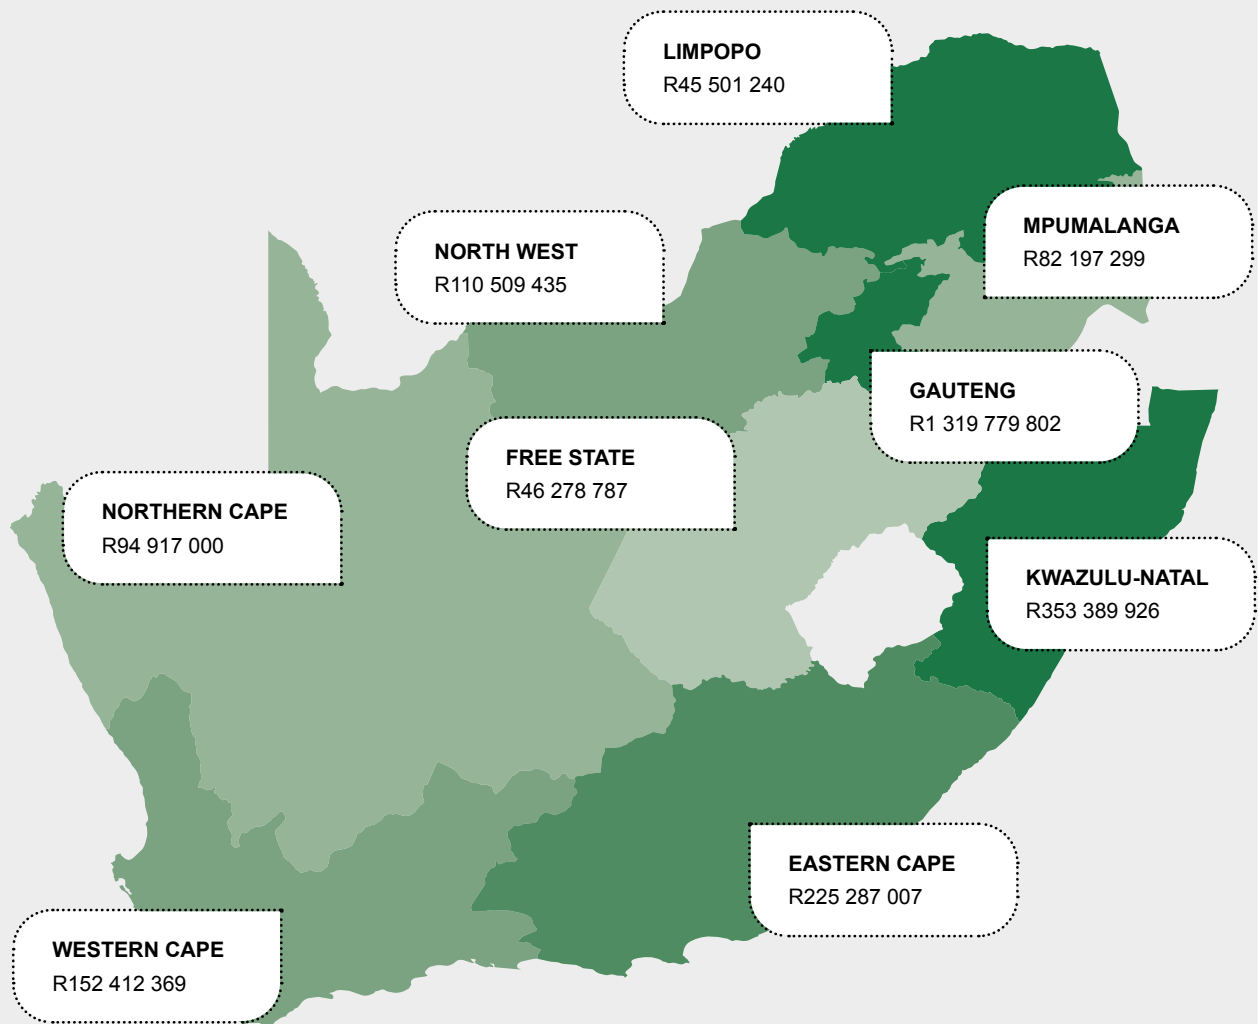 LIMPOPO
R45 501 240
MPUMALANGA
R82 197 299
NORTH WEST
R110 509 435
GAUTENG
R1 319 779 802
FREE STATE
R46 278 787
NORTHERN CAPE
R94 917 000
KWAZULU-NATAL
R353 389 926
EASTERN CAPE
R225 287 007
WESTERN CAPE
R152 412 369